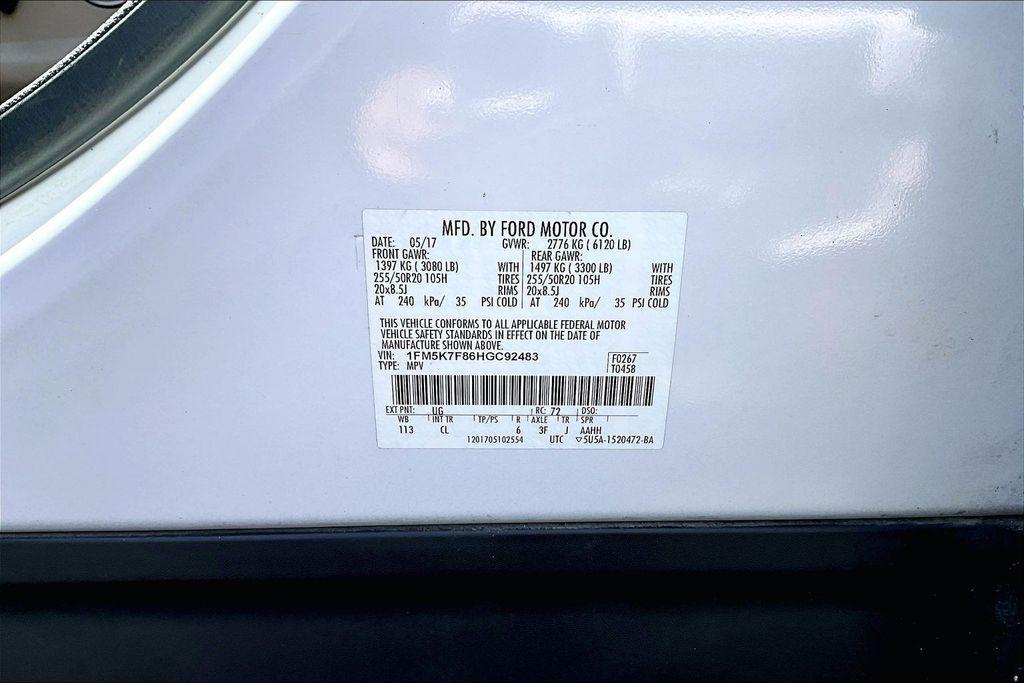 MFD. BY FORD MOTOR CO.
DATE: 05/17 GVWR: 2776 KG ( 6120 LB)
FRONT GAWR: REAR GAWR:
1397 KG ( 3080 LB) WITH 1497 KG ( 3300 LB) WITH
255/50R20 105H TIRES 255/50R20 105H TIRES
20x8.5J RIMS 20x8.5J RIMS
AT 240 kPa/ 35 PSI COLD AT 240 kPa/ 35 PSI COLD
THIS VEHICLE CONFORMS TO ALL APPLICABLE FEDERAL MOTOR
VEHICLE SAFETY STANDARDS IN EFFECT ON THE DATE OF
MANUFACTURE SHOWN ABOVE.
VIN: 1FM5K7F86HGC92483 F0267
TYPE: MPV T0458
EXT PNT: UG RC: 72 DSO:
WB INT TR TP/PS R AXLE TR SPR
113 CL 6 3F J AAHH
1201705102554 UTC ▽5U5A-1520472-BA